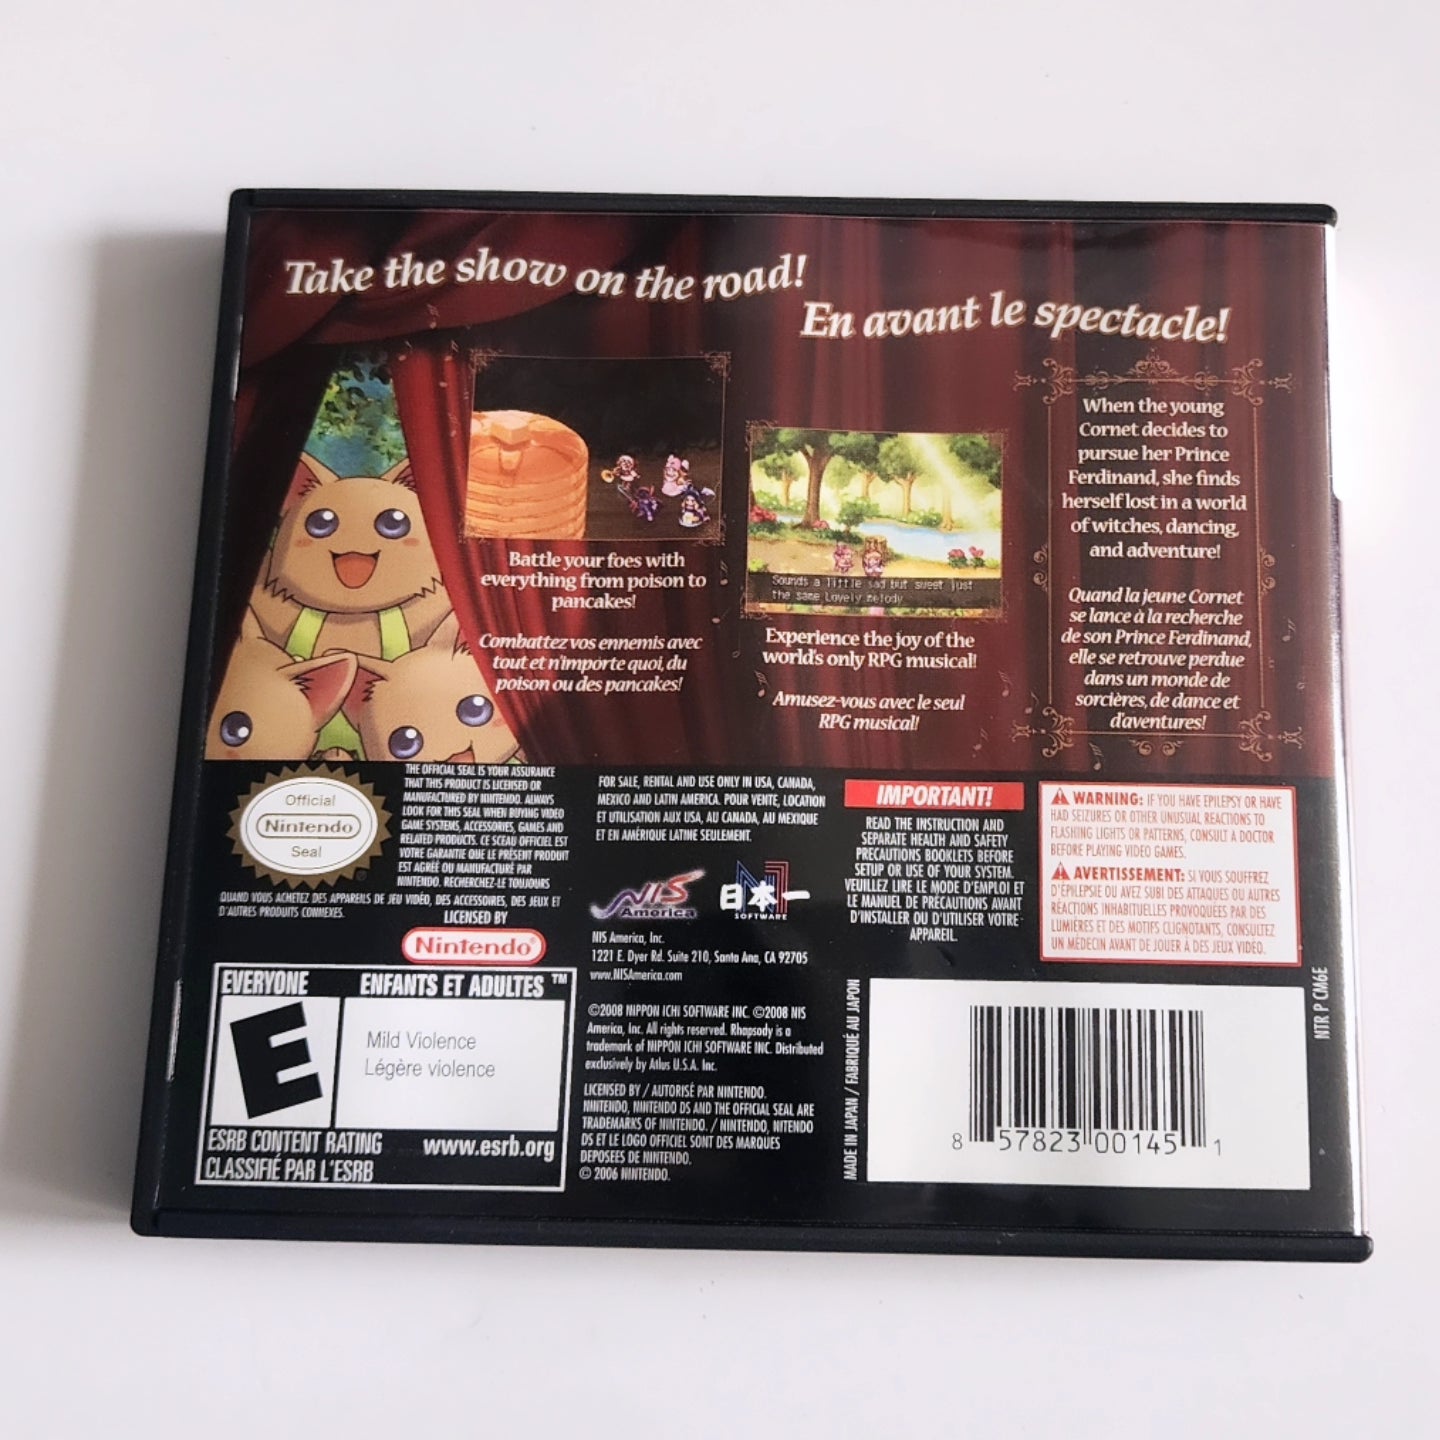 Take the show on the road!
En avant le spectacle!
Battle your foes with
everything from poison to
pancakes!
Combattez vos ennemis avec
tout et n'importe quoi, du
poison ou des pancakes!
Sounds a little sad but sweet just
the same Lovely melody
Experience the joy of the
world's only RPG musical!
Amusez-vous avec le seul
RPG musical!
When the young
Cornet decides to
pursue her Prince
Ferdinand, she finds
herself lost in a world
of witches, dancing,
and adventure!
Quand la jeune Cornet
se lance à la recherche
de son Prince Ferdinand,
elle se retrouve perdue
dans un monde de
sorcières, de dance et
d'aventures!
Official
Nintendo
Seal
THE OFFICIAL SEAL IS YOUR ASSURANCE
THAT THIS PRODUCT IS LICENSED OR
MANUFACTURED BY NINTENDO. ALWAYS
LOOK FOR THIS SEAL WHEN BUYING VIDEO
GAME SYSTEMS, ACCESSORIES, GAMES AND
RELATED PRODUCTS. CE SCEAU OFFICIEL EST
VOTRE GARANTIE QUE LE PRÉSENT PRODUIT
EST AGRÉÉ OU MANUFACTURÉ PAR
NINTENDO. RECHERCHEZ-LE TOUJOURS
QUAND VOUS ACHETEZ DES APPAREILS DE JEU VIDÉO, DES ACCESSOIRES, DES JEUX ET
D'AUTRES PRODUITS CONNEXES.
LICENSED BY
Nintendo®
EVERYONE
ENFANTS ET ADULTES ™
E
Mild Violence
Légère violence
ESRB CONTENT RATING
CLASSIFIÉ PAR L'ESRB
www.esrb.org
FOR SALE, RENTAL AND USE ONLY IN USA, CANADA,
MEXICO AND LATIN AMERICA. POUR VENTE, LOCATION
ET UTILISATION AUX USA, AU CANADA, AU MEXIQUE
ET EN AMÉRIQUE LATINE SEULEMENT.
NIS
America
日本一
SOFTWARE
NIS America, Inc.
1221 E. Dyer Rd. Suite 210, Santa Ana, CA 92705
www.NISAmerica.com
©2008 NIPPON ICHI SOFTWARE INC. ©2008 NIS
America, Inc. All rights reserved. Rhapsody is a
trademark of NIPPON ICHI SOFTWARE INC. Distributed
exclusively by Atlus U.S.A. Inc.
LICENSED BY / AUTORISÉ PAR NINTENDO.
NINTENDO, NINTENDO DS AND THE OFFICIAL SEAL ARE
TRADEMARKS OF NINTENDO. / NINTENDO, NITENDO
DS ET LE LOGO OFFICIEL SONT DES MARQUES
DEPOSEES DE NINTENDO.
© 2006 NINTENDO.
IMPORTANT!
READ THE INSTRUCTION AND
SEPARATE HEALTH AND SAFETY
PRECAUTIONS BOOKLETS BEFORE
SETUP OR USE OF YOUR SYSTEM.
VEUILLEZ LIRE LE MODE D'EMPLOI ET
LE MANUEL DE PRÉCAUTIONS AVANT
D'INSTALLER OU D'UTILISER VOTRE
APPAREIL.
WARNING: IF YOU HAVE EPILEPSY OR HAVE
HAD SEIZURES OR OTHER UNUSUAL REACTIONS TO
FLASHING LIGHTS OR PATTERNS, CONSULT A DOCTOR
BEFORE PLAYING VIDEO GAMES.
AVERTISSEMENT: SI VOUS SOUFFREZ
D'ÉPILEPSIE OU AVEZ SUBI DES ATTAQUES OU AUTRES
RÉACTIONS INHABITUELLES PROVOQUÉES PAR DES
LUMIÈRES ET DES MOTIFS CLIGNOTANTS, CONSULTEZ
UN MÉDECIN AVANT DE JOUER À DES JEUX VIDÉO.
MADE IN JAPAN / FABRIQUÉ AU JAPON
8 57823 00145 1
NTR P CM6E